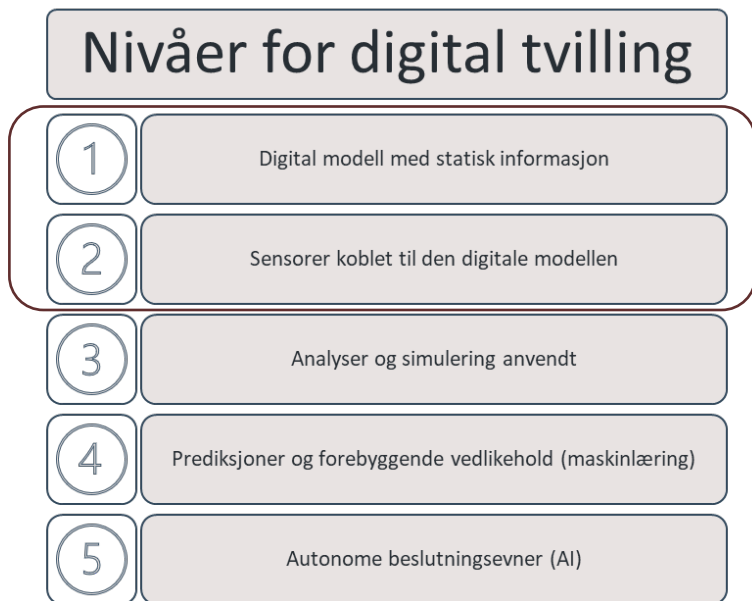 Nivåer for digital tvilling
1
Digital modell med statisk informasjon
2
Sensorer koblet til den digitale modellen
3
Analyser og simulering anvendt
4
Prediksjoner og forebyggende vedlikehold (maskinlæring)
5
Autonome beslutningsevner (AI)